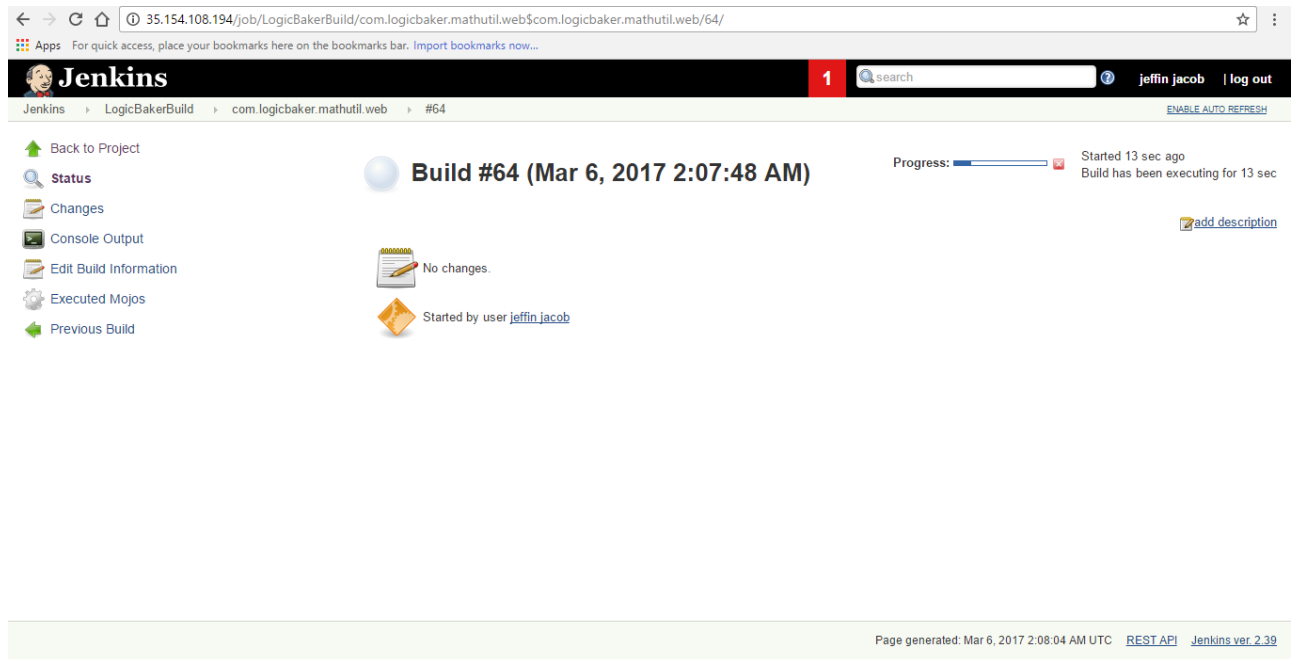 35.154.108.194/job/LogicBakerBuild/com.logicbaker.mathutil.web$com.logicbaker.mathutil.web/64/
Apps For quick access, place your bookmarks here on the bookmarks bar. Import bookmarks now...
Jenkins 1 search jeffin jacob | log out
Jenkins LogicBakerBuild com.logicbaker.mathutil.web #64 ENABLE AUTO REFRESH
Back to Project
Status
Changes
Console Output
Edit Build Information
Executed Mojos
Previous Build
Build #64 (Mar 6, 2017 2:07:48 AM)
Progress:
Started 13 sec ago
Build has been executing for 13 sec
add description
No changes.
Started by user jeffin jacob
Page generated: Mar 6, 2017 2:08:04 AM UTC REST API Jenkins ver. 2.39